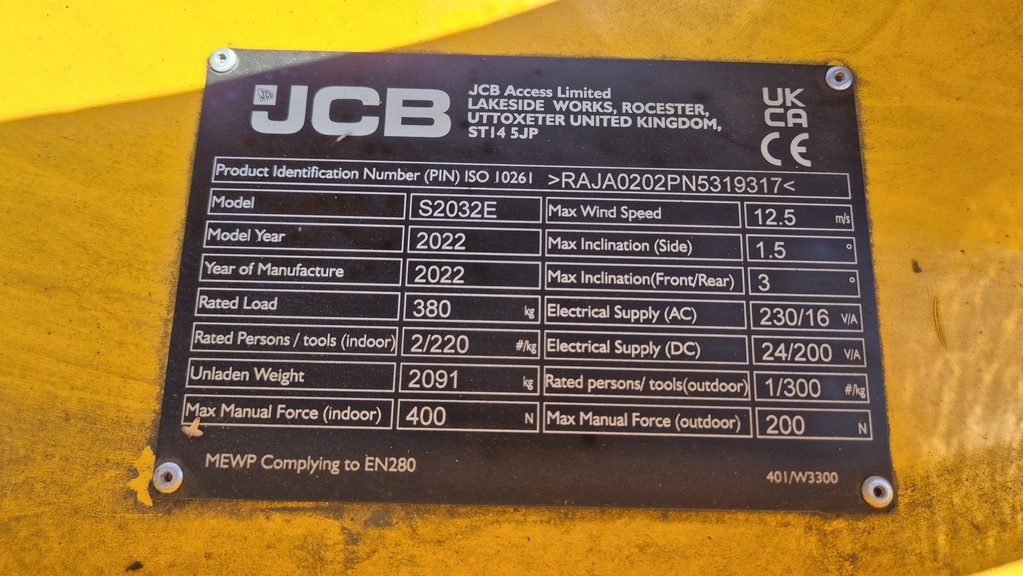 JCB
JCB Access Limited
LAKESIDE WORKS, ROCESTER,
UTTOXETER UNITED KINGDOM,
ST14 5JP
UK
CA
CE
Product Identification Number (PIN) ISO 10261 >RAJA0202PN5319317<
Model S2032E Max Wind Speed 12.5 m/s
Model Year 2022 Max Inclination (Side) 1.5 °
Year of Manufacture 2022 Max Inclination(Front/Rear) 3 °
Rated Load 380 kg Electrical Supply (AC) 230/16 V/A
Rated Persons / tools (indoor) 2/220 #/kg Electrical Supply (DC) 24/200 V/A
Unladen Weight 2091 kg Rated persons/ tools(outdoor) 1/300 #/kg
Max Manual Force (indoor) 400 N Max Manual Force (outdoor) 200 N
MEWP Complying to EN280
401/W3300